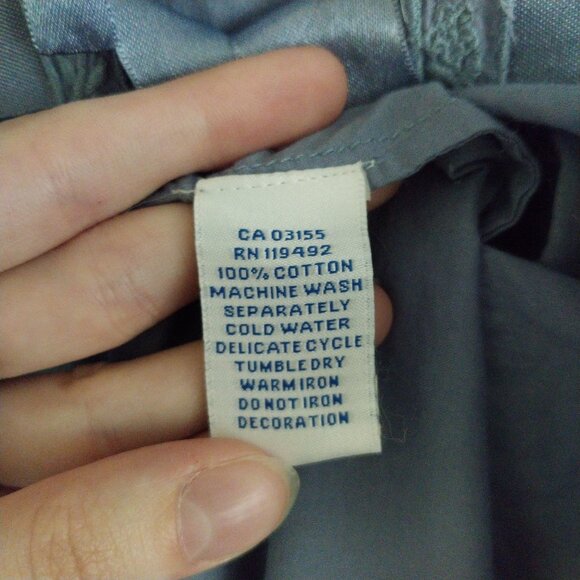 CA 03155
RN 119492
100% COTTON
MACHINE WASH
SEPARATELY
COLD WATER
DELICATE CYCLE
TUMBLE DRY
WARM IRON
DO NOT IRON
DECORATION